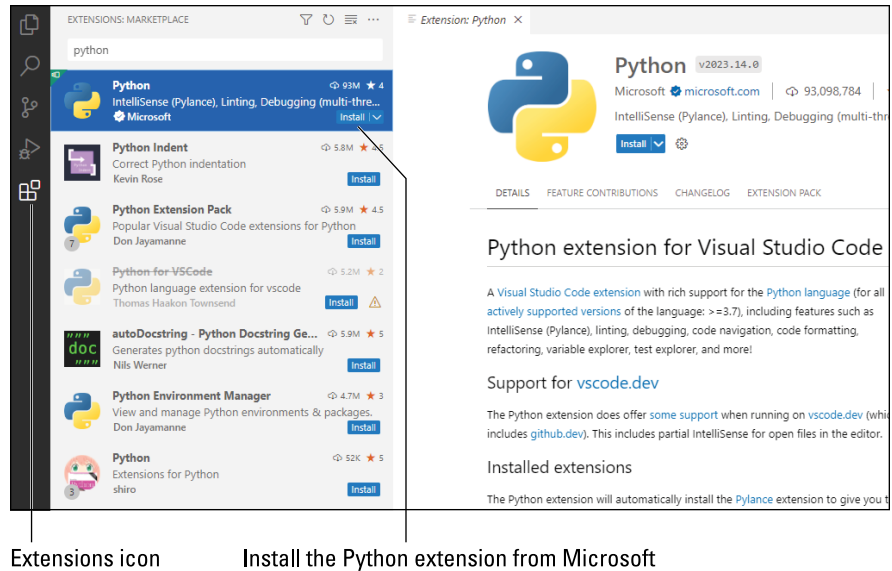 EXTENSIONS: MARKETPLACE
python
Python 93M ★ 4
IntelliSense (Pylance), Linting, Debugging (multi-thre...
Microsoft Install
Python Indent 5.8M ★ 4.5
Correct Python indentation
Kevin Rose Install
Python Extension Pack 5.9M ★ 4.5
Popular Visual Studio Code extensions for Python
7 Don Jayamanne Install
Python for VSCode 5.2M ★ 2
Python language extension for vscode
Thomas Haakon Townsend Install
""" doc """
autoDocstring - Python Docstring Ge... 5.9M ★ 5
Generates python docstrings automatically
Nils Werner Install
Python Environment Manager 4.7M ★ 3
View and manage Python environments & packages.
Don Jayamanne Install
Python 52K ★ 5
Extensions for Python
3 shiro Install
Extension: Python ×
Python v2023.14.0
Microsoft microsoft.com | 93,098,784
IntelliSense (Pylance), Linting, Debugging (multi-thr
Install
DETAILS FEATURE CONTRIBUTIONS CHANGELOG EXTENSION PACK
Python extension for Visual Studio Code
A Visual Studio Code extension with rich support for the Python language (for all
actively supported versions of the language: >=3.7), including features such as
IntelliSense (Pylance), linting, debugging, code navigation, code formatting,
refactoring, variable explorer, test explorer, and more!
Support for vscode.dev
The Python extension does offer some support when running on vscode.dev (whic
includes github.dev). This includes partial IntelliSense for open files in the editor.
Installed extensions
The Python extension will automatically install the Pylance extension to give you t
Extensions icon
Install the Python extension from Microsoft